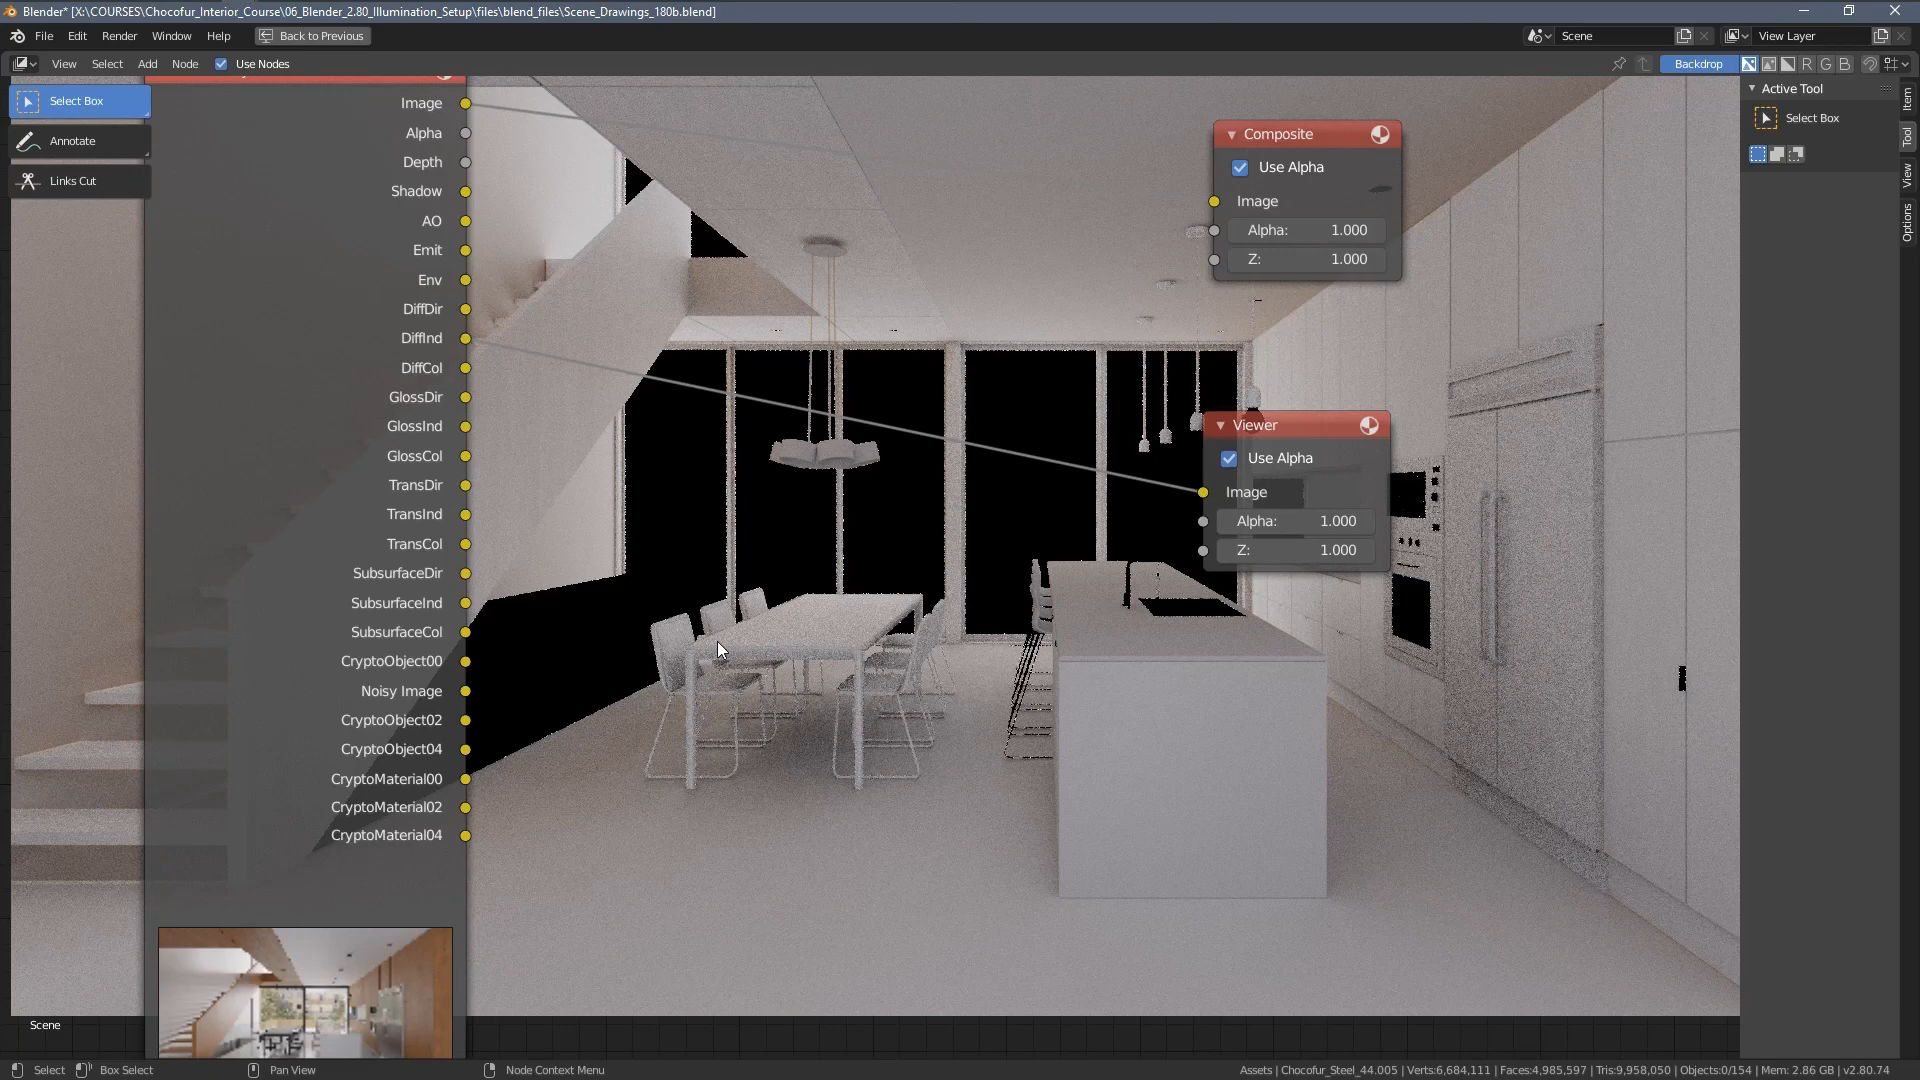 Blender* [X:\COURSES\Chocofur_Interior_Course\06_Blender_2.80_Illumination_Setup\files\blend_files\Scene_Drawings_180b.blend]
File Edit Render Window Help Back to Previous Scene View Layer
View Select Add Node Use Nodes Backdrop R G B
Select Box
Annotate
Links Cut
Image
Alpha
Depth
Shadow
AO
Emit
Env
DiffDir
DiffInd
DiffCol
GlossDir
GlossInd
GlossCol
TransDir
TransInd
TransCol
SubsurfaceDir
SubsurfaceInd
SubsurfaceCol
CryptoObject00
Noisy Image
CryptoObject02
CryptoObject04
CryptoMaterial00
CryptoMaterial02
CryptoMaterial04
Composite
Use Alpha
Image
Alpha: 1.000
Z: 1.000
Viewer
Use Alpha
Image
Alpha: 1.000
Z: 1.000
Active Tool
Select Box
Item
Tool
View
Options
Scene
Select Box Select Pan View Node Context Menu Assets | Chocofur_Steel_44.005 | Verts:6,684,111 | Faces:4,985,597 | Tris:9,958,050 | Objects:0/154 | Mem: 2.86 GB | v2.80.74